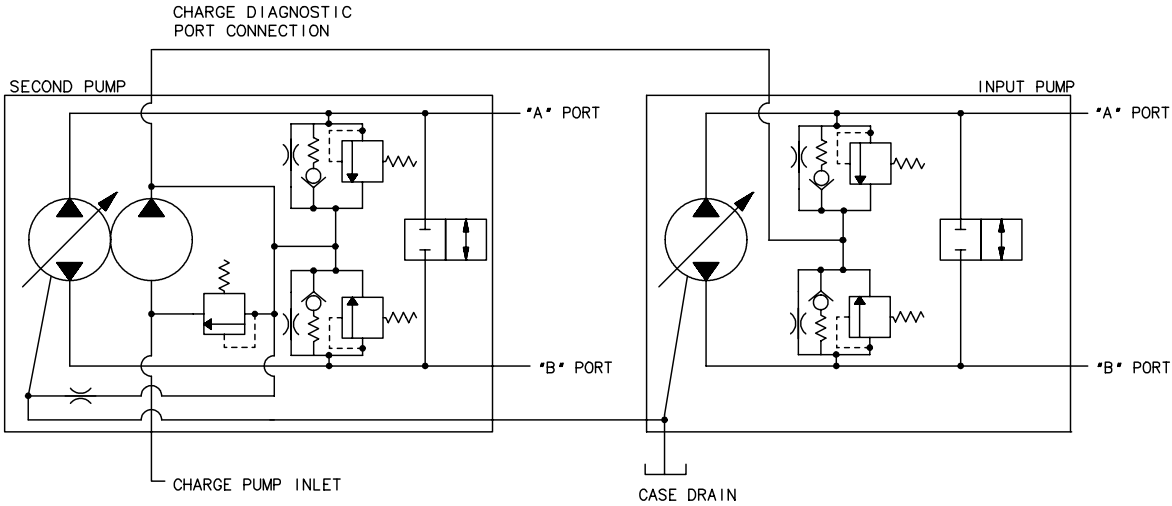 CHARGE DIAGNOSTIC
PORT CONNECTION
SECOND PUMP
INPUT PUMP
"A" PORT
"A" PORT
"B" PORT
"B" PORT
CHARGE PUMP INLET
CASE DRAIN